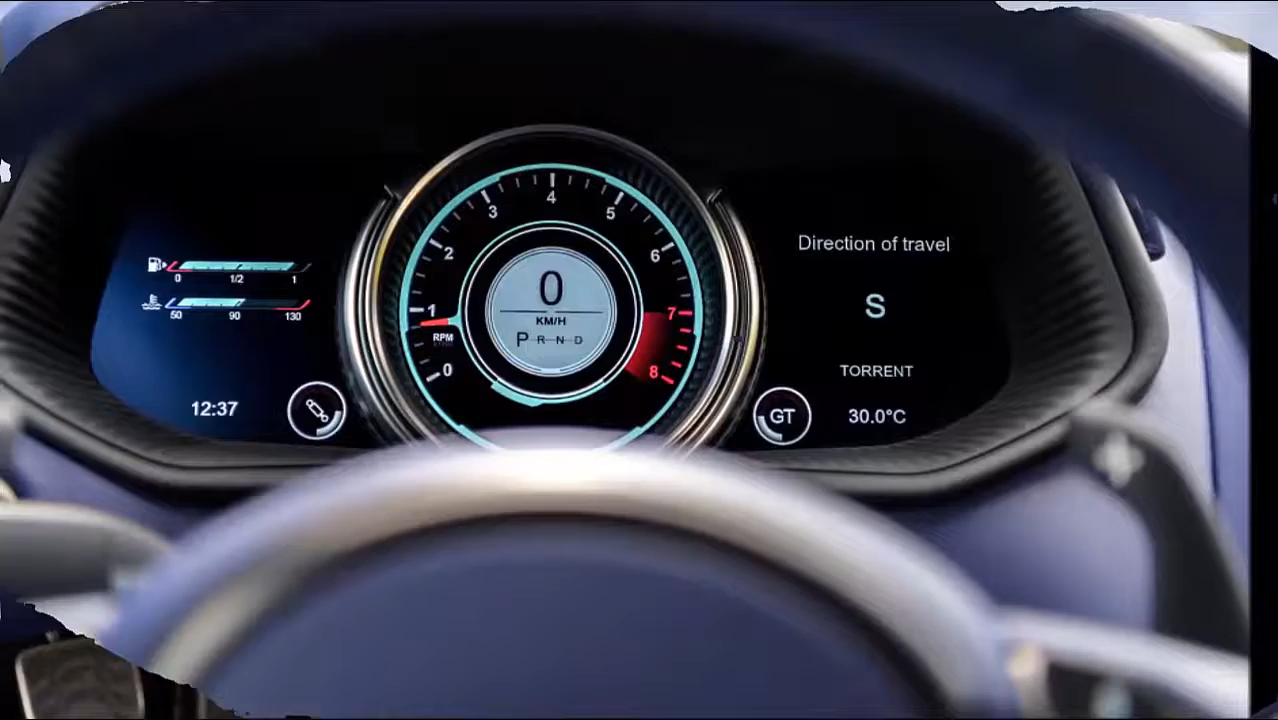 0 1/2 1
50 90 130
12:37
0 1 2 3 4 5 6 7 8
RPM
0
KM/H
P R N D
GT
Direction of travel
S
TORRENT
30.0°C